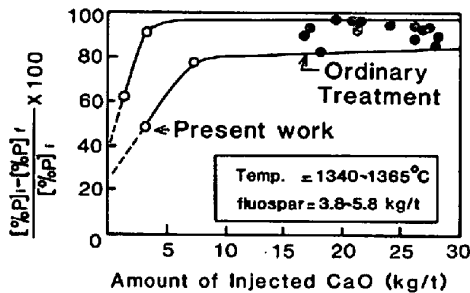 [%P]i-[%P]f
[%P]i
X100
100
80
60
40
20
0
Ordinary
Treatment
Present work
Temp. =1340~1365°C
fluospar=3.8~5.8 kg/t
0 5 10 15 20 25 30
Amount of Injected CaO (kg/t)